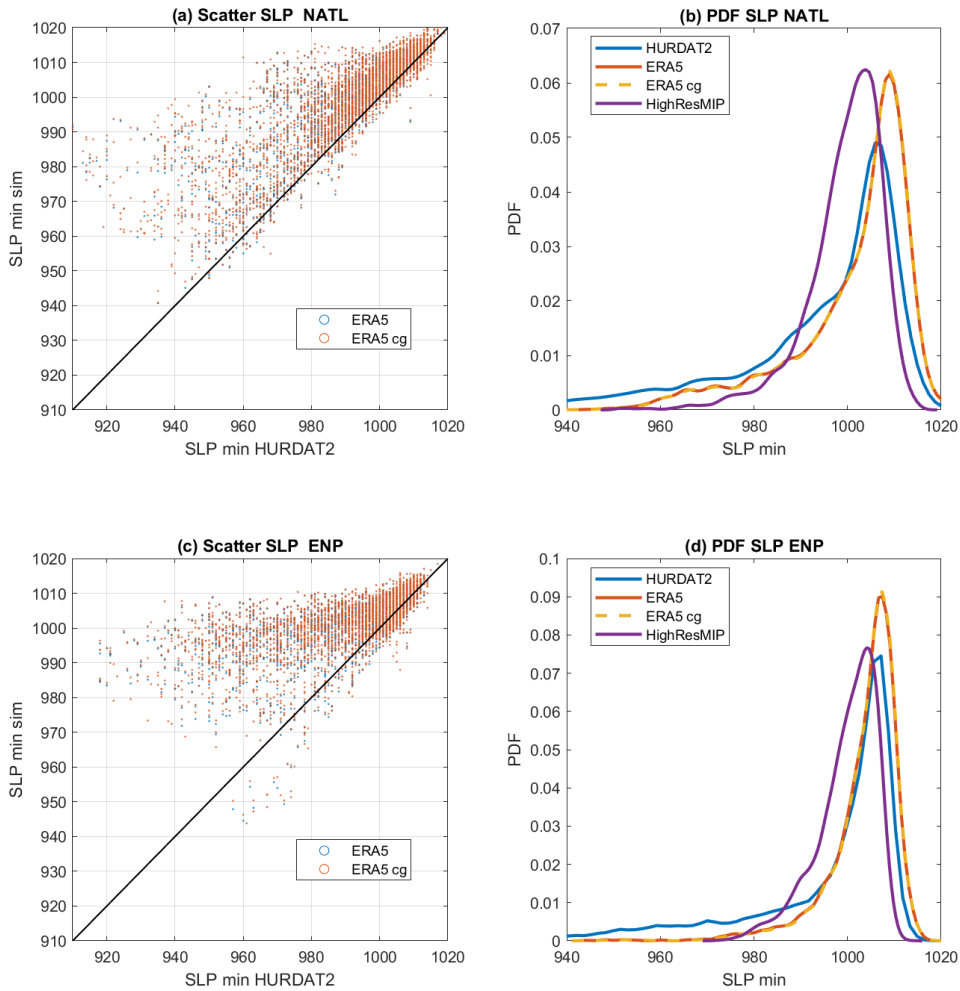 (a) Scatter SLP NATL
1020
1010
1000
990
980
970
960
950
940
930
920
910
SLP min sim
ERA5
ERA5 cg
920 940 960 980 1000 1020
SLP min HURDAT2
(b) PDF SLP NATL
0.07
0.06
0.05
0.04
0.03
0.02
0.01
0
PDF
HURDAT2
ERA5
ERA5 cg
HighResMIP
940 960 980 1000 1020
SLP min
(c) Scatter SLP ENP
1020
1010
1000
990
980
970
960
950
940
930
920
910
SLP min sim
ERA5
ERA5 cg
920 940 960 980 1000 1020
SLP min HURDAT2
(d) PDF SLP ENP
0.1
0.09
0.08
0.07
0.06
0.05
0.04
0.03
0.02
0.01
0
PDF
HURDAT2
ERA5
ERA5 cg
HighResMIP
940 960 980 1000 1020
SLP min